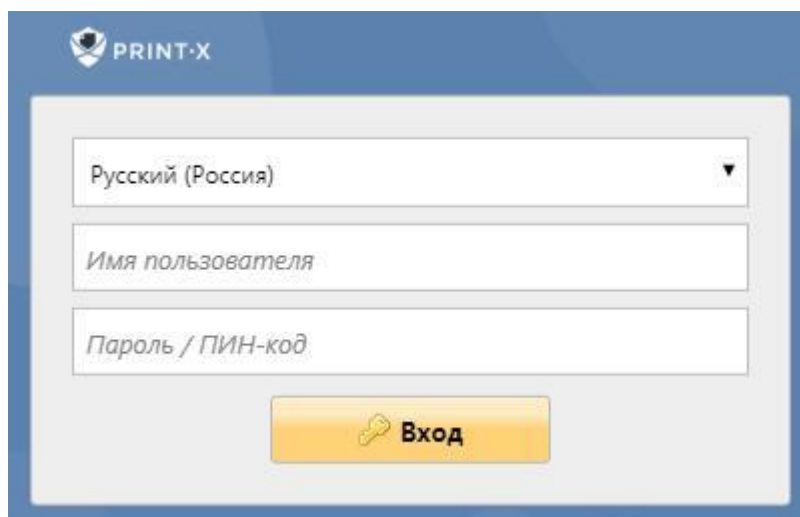 PRINT·X
Русский (Россия)
Имя пользователя
Пароль / ПИН-код
Вход